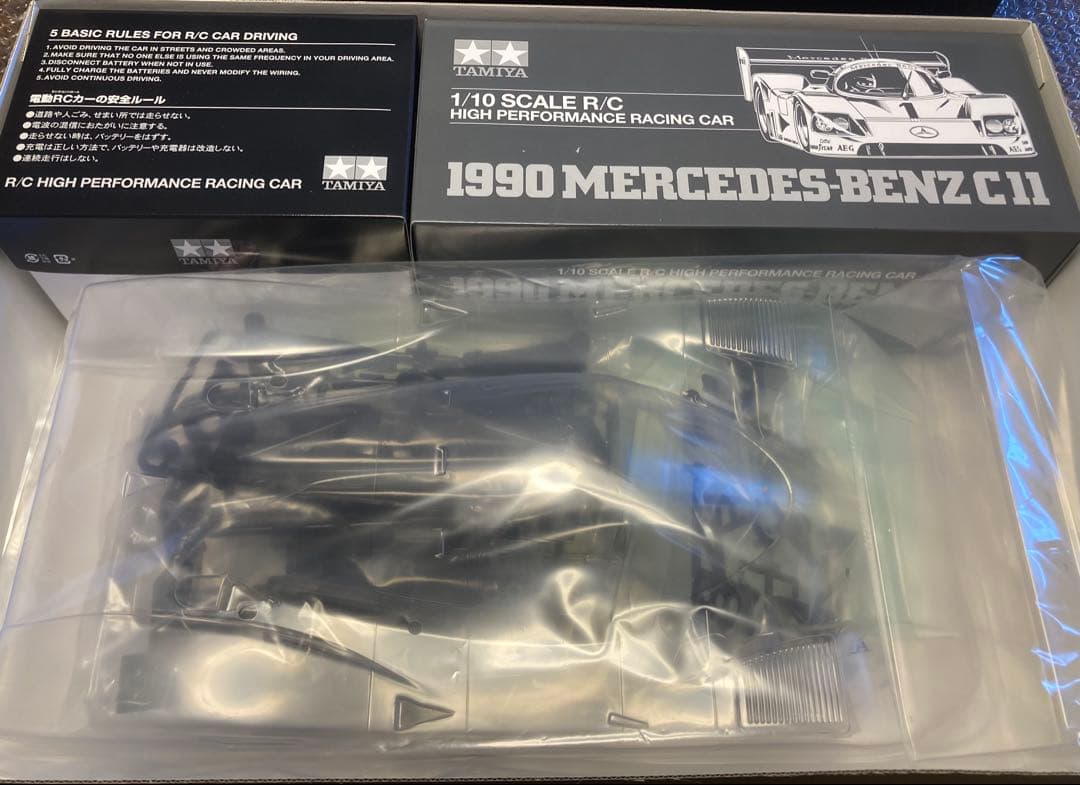 5 BASIC RULES FOR R/C CAR DRIVING
1.AVOID DRIVING THE CAR IN STREETS AND CROWDED AREAS.
2.MAKE SURE THAT NO ONE ELSE IS USING THE SAME FREQUENCY IN YOUR DRIVING AREA.
3.DISCONNECT BATTERY WHEN NOT IN USE.
4.FULLY CHARGE THE BATTERIES AND NEVER MODIFY THE WIRING.
5.AVOID CONTINUOUS DRIVING.
電動RCカーの安全ルール
●道路や人ごみ、せまい所では走らせない。
●電波の混信におたがいに注意する。
●走らせない時は、バッテリーをはずす。
●充電は正しい方法で、バッテリーや充電器は改造しない。
●連続走行はしない。
R/C HIGH PERFORMANCE RACING CAR
TAMIYA
TAMIYA
TAMIYA
1/10 SCALE R/C
HIGH PERFORMANCE RACING CAR
1990 MERCEDES-BENZ C11
Mercedes
1
AEG
1/10 SCALE R/C HIGH PERFORMANCE RACING CAR
1990 MERCEDES-BEN